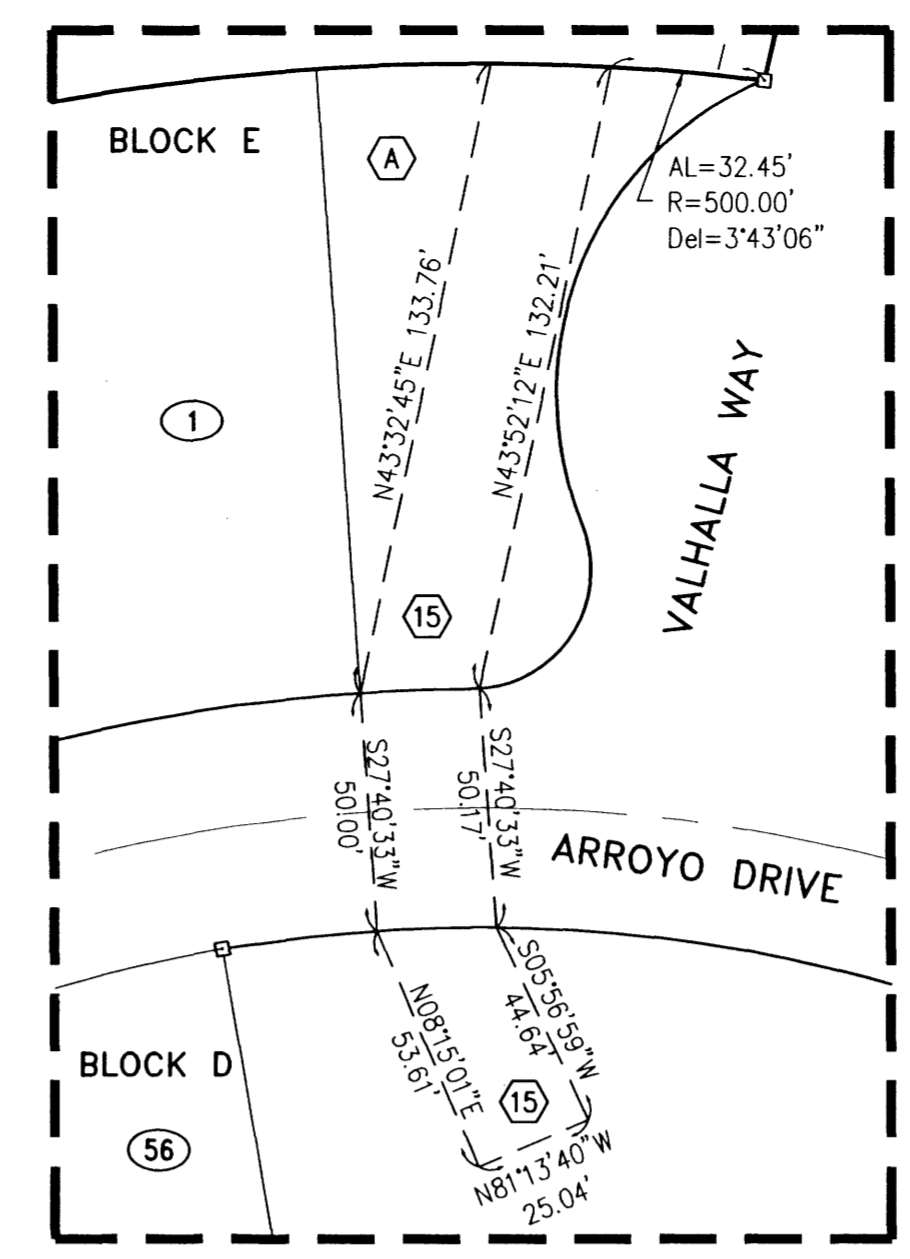 BLOCK E
A
AL=32.45'
R=500.00'
Del=3°43'06"
N43°32'45"E 133.76'
N43°52'12"E 132.21'
1
VALHALLA WAY
15
S27°40'33"W
50.00'
S27°40'33"W
50.17'
ARROYO DRIVE
N08°15'01"E
53.61'
S05°56'59"W
44.64'
BLOCK D
15
56
N81°13'40"W
25.04'